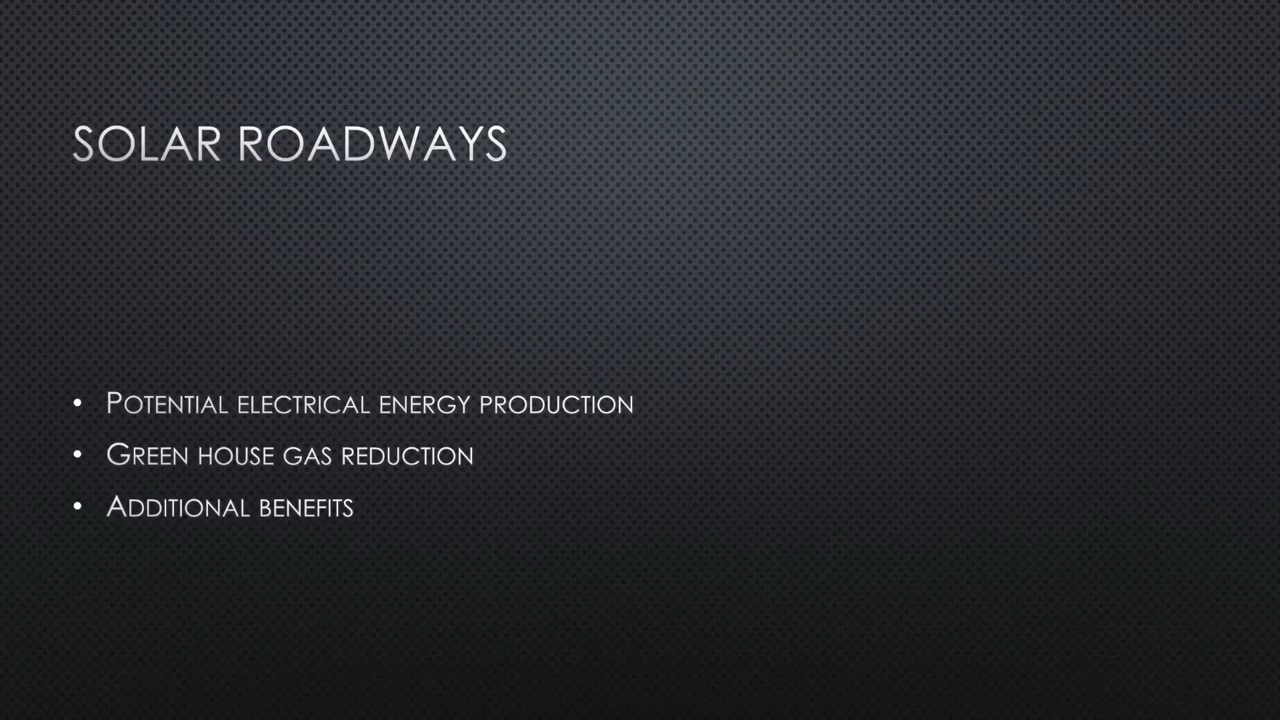 SOLAR ROADWAYS
• POTENTIAL ELECTRICAL ENERGY PRODUCTION
• GREEN HOUSE GAS REDUCTION
• ADDITIONAL BENEFITS